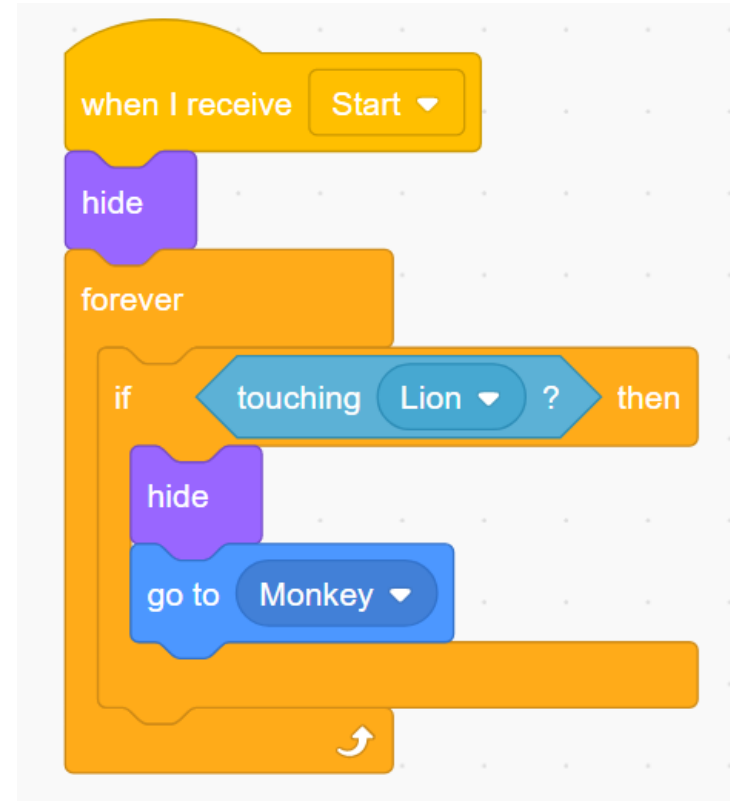 when I receive Start
hide
forever
if touching Lion ? then
hide
go to Monkey